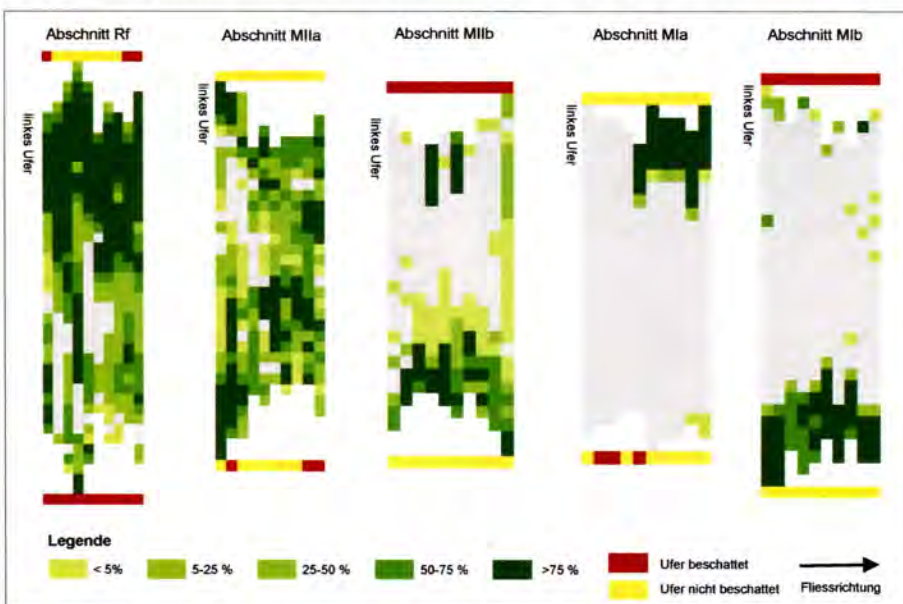 Abschnitt Rf
Abschnitt MIIa
Abschnitt MIIb
Abschnitt MIa
Abschnitt MIb
linkes Ufer
linkes Ufer
linkes Ufer
linkes Ufer
linkes Ufer
Legende
< 5%
5-25 %
25-50 %
50-75 %
>75 %
Ufer beschattet
Ufer nicht beschattet
Fliessrichtung